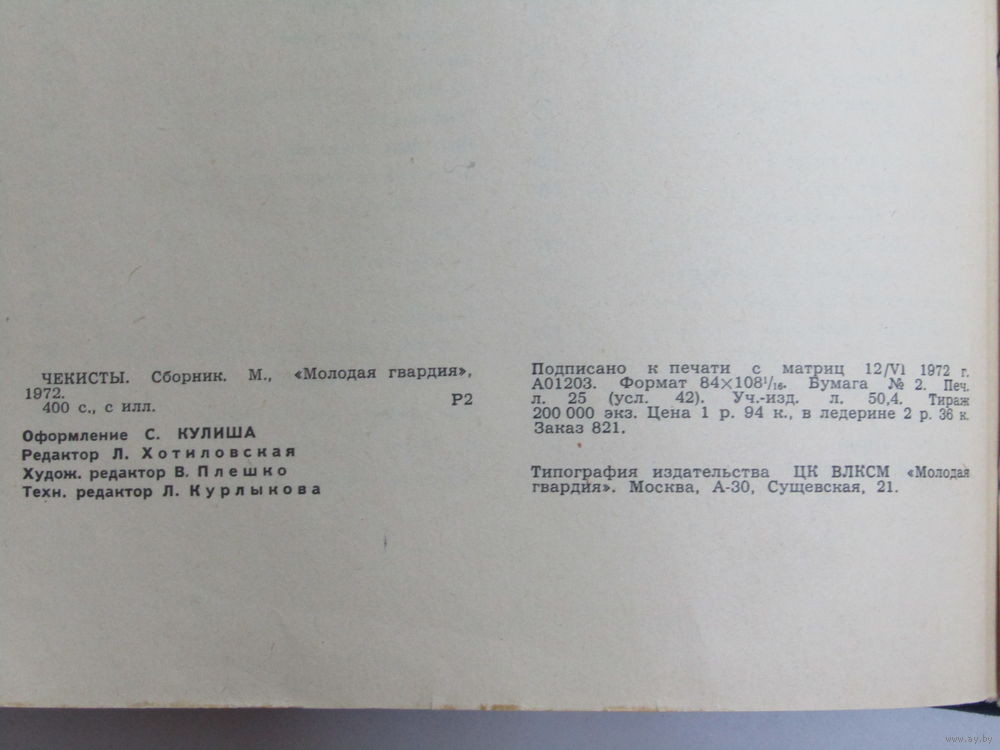 ЧЕКИСТЫ. Сборник. М., «Молодая гвардия»,
1972.
400 с., с илл.
Р2
Оформление С. КУЛИША
Редактор Л. Хотиловская
Худож. редактор В. Плешко
Техн. редактор Л. Курлыкова
Подписано к печати с матриц 12/VI 1972 г.
А01203. Формат 84×108¹/₁₆. Бумага № 2. Печ.
л. 25 (усл. 42). Уч.-изд. л. 50,4. Тираж
200 000 экз. Цена 1 р. 94 к., в ледерине 2 р. 36 к.
Заказ 821.
Типография издательства ЦК ВЛКСМ «Молодая
гвардия». Москва, А-30, Сущевская, 21.
www.ay.by